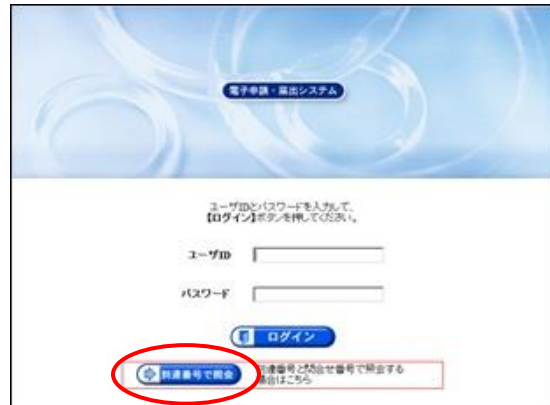 電子申請・届出システム
ユーザIDとパスワードを入力して、
【ログイン】ボタンを押してください。
ユーザID
パスワード
ログイン
到達番号で照会
到達番号と問合せ番号で照会する
場合はこちら